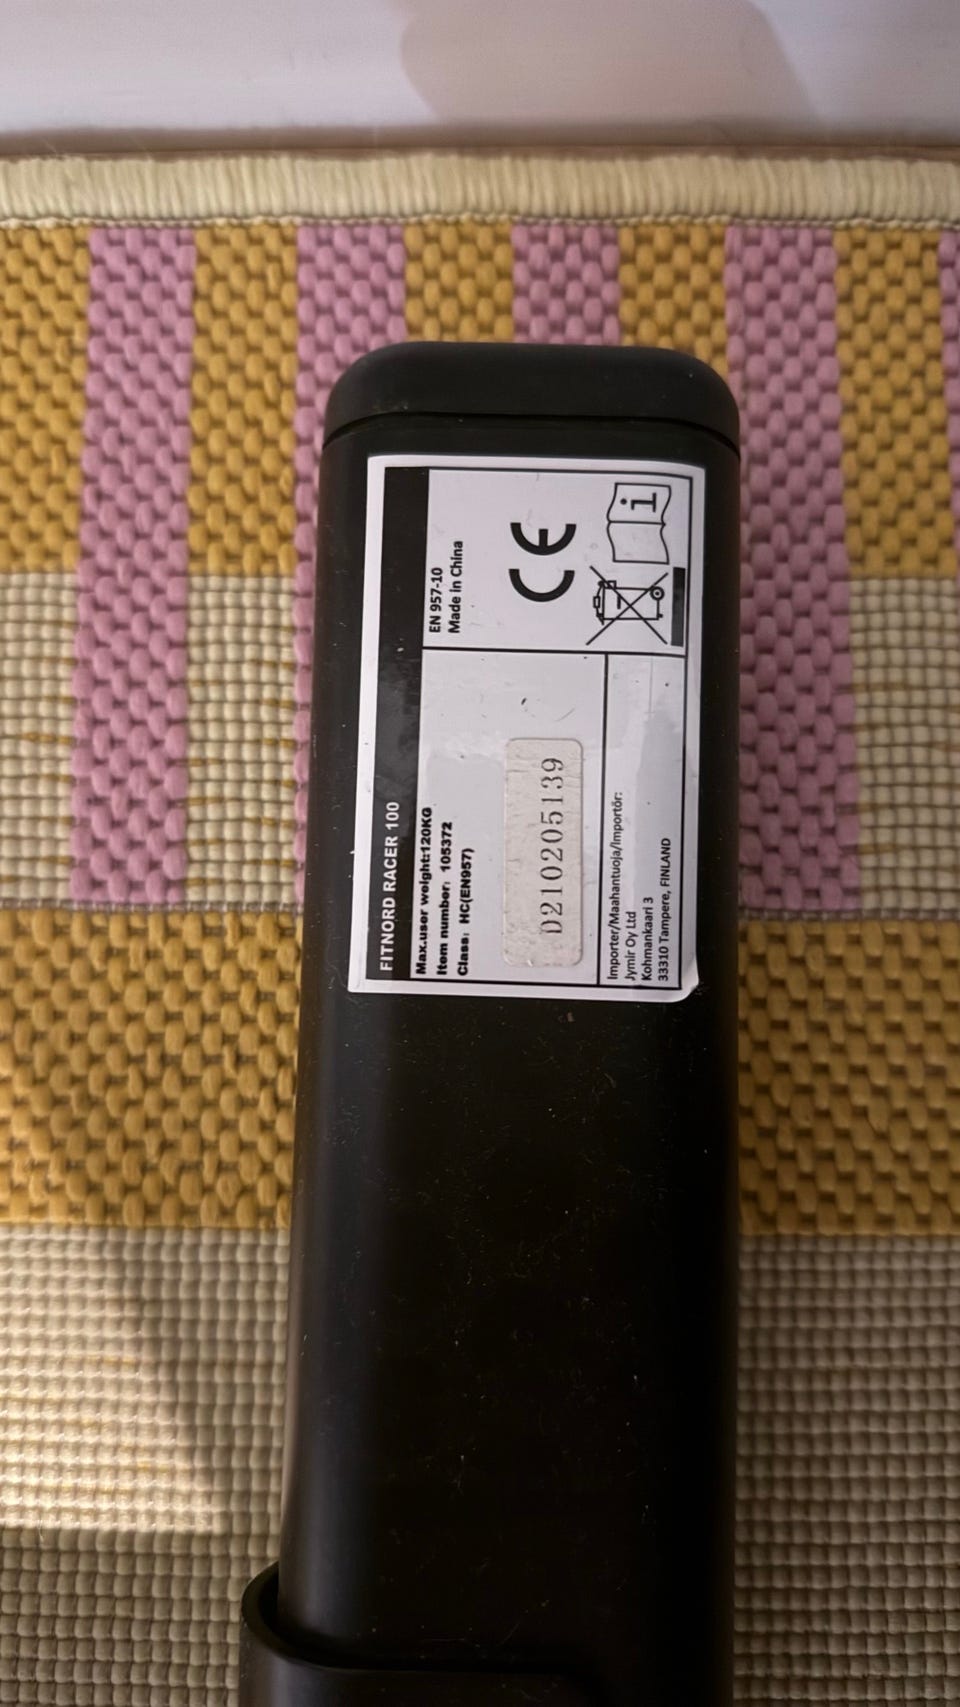 FITNORD RACER 100
Max.user weight:120KG
Item number: 105372
Class: HC(EN957)
D210205139
Importer/Maahantuoja/Importör:
Jymir Oy Ltd
Kohmankaari 3
33310 Tampere, FINLAND
EN 957-10
Made in China
CE
i